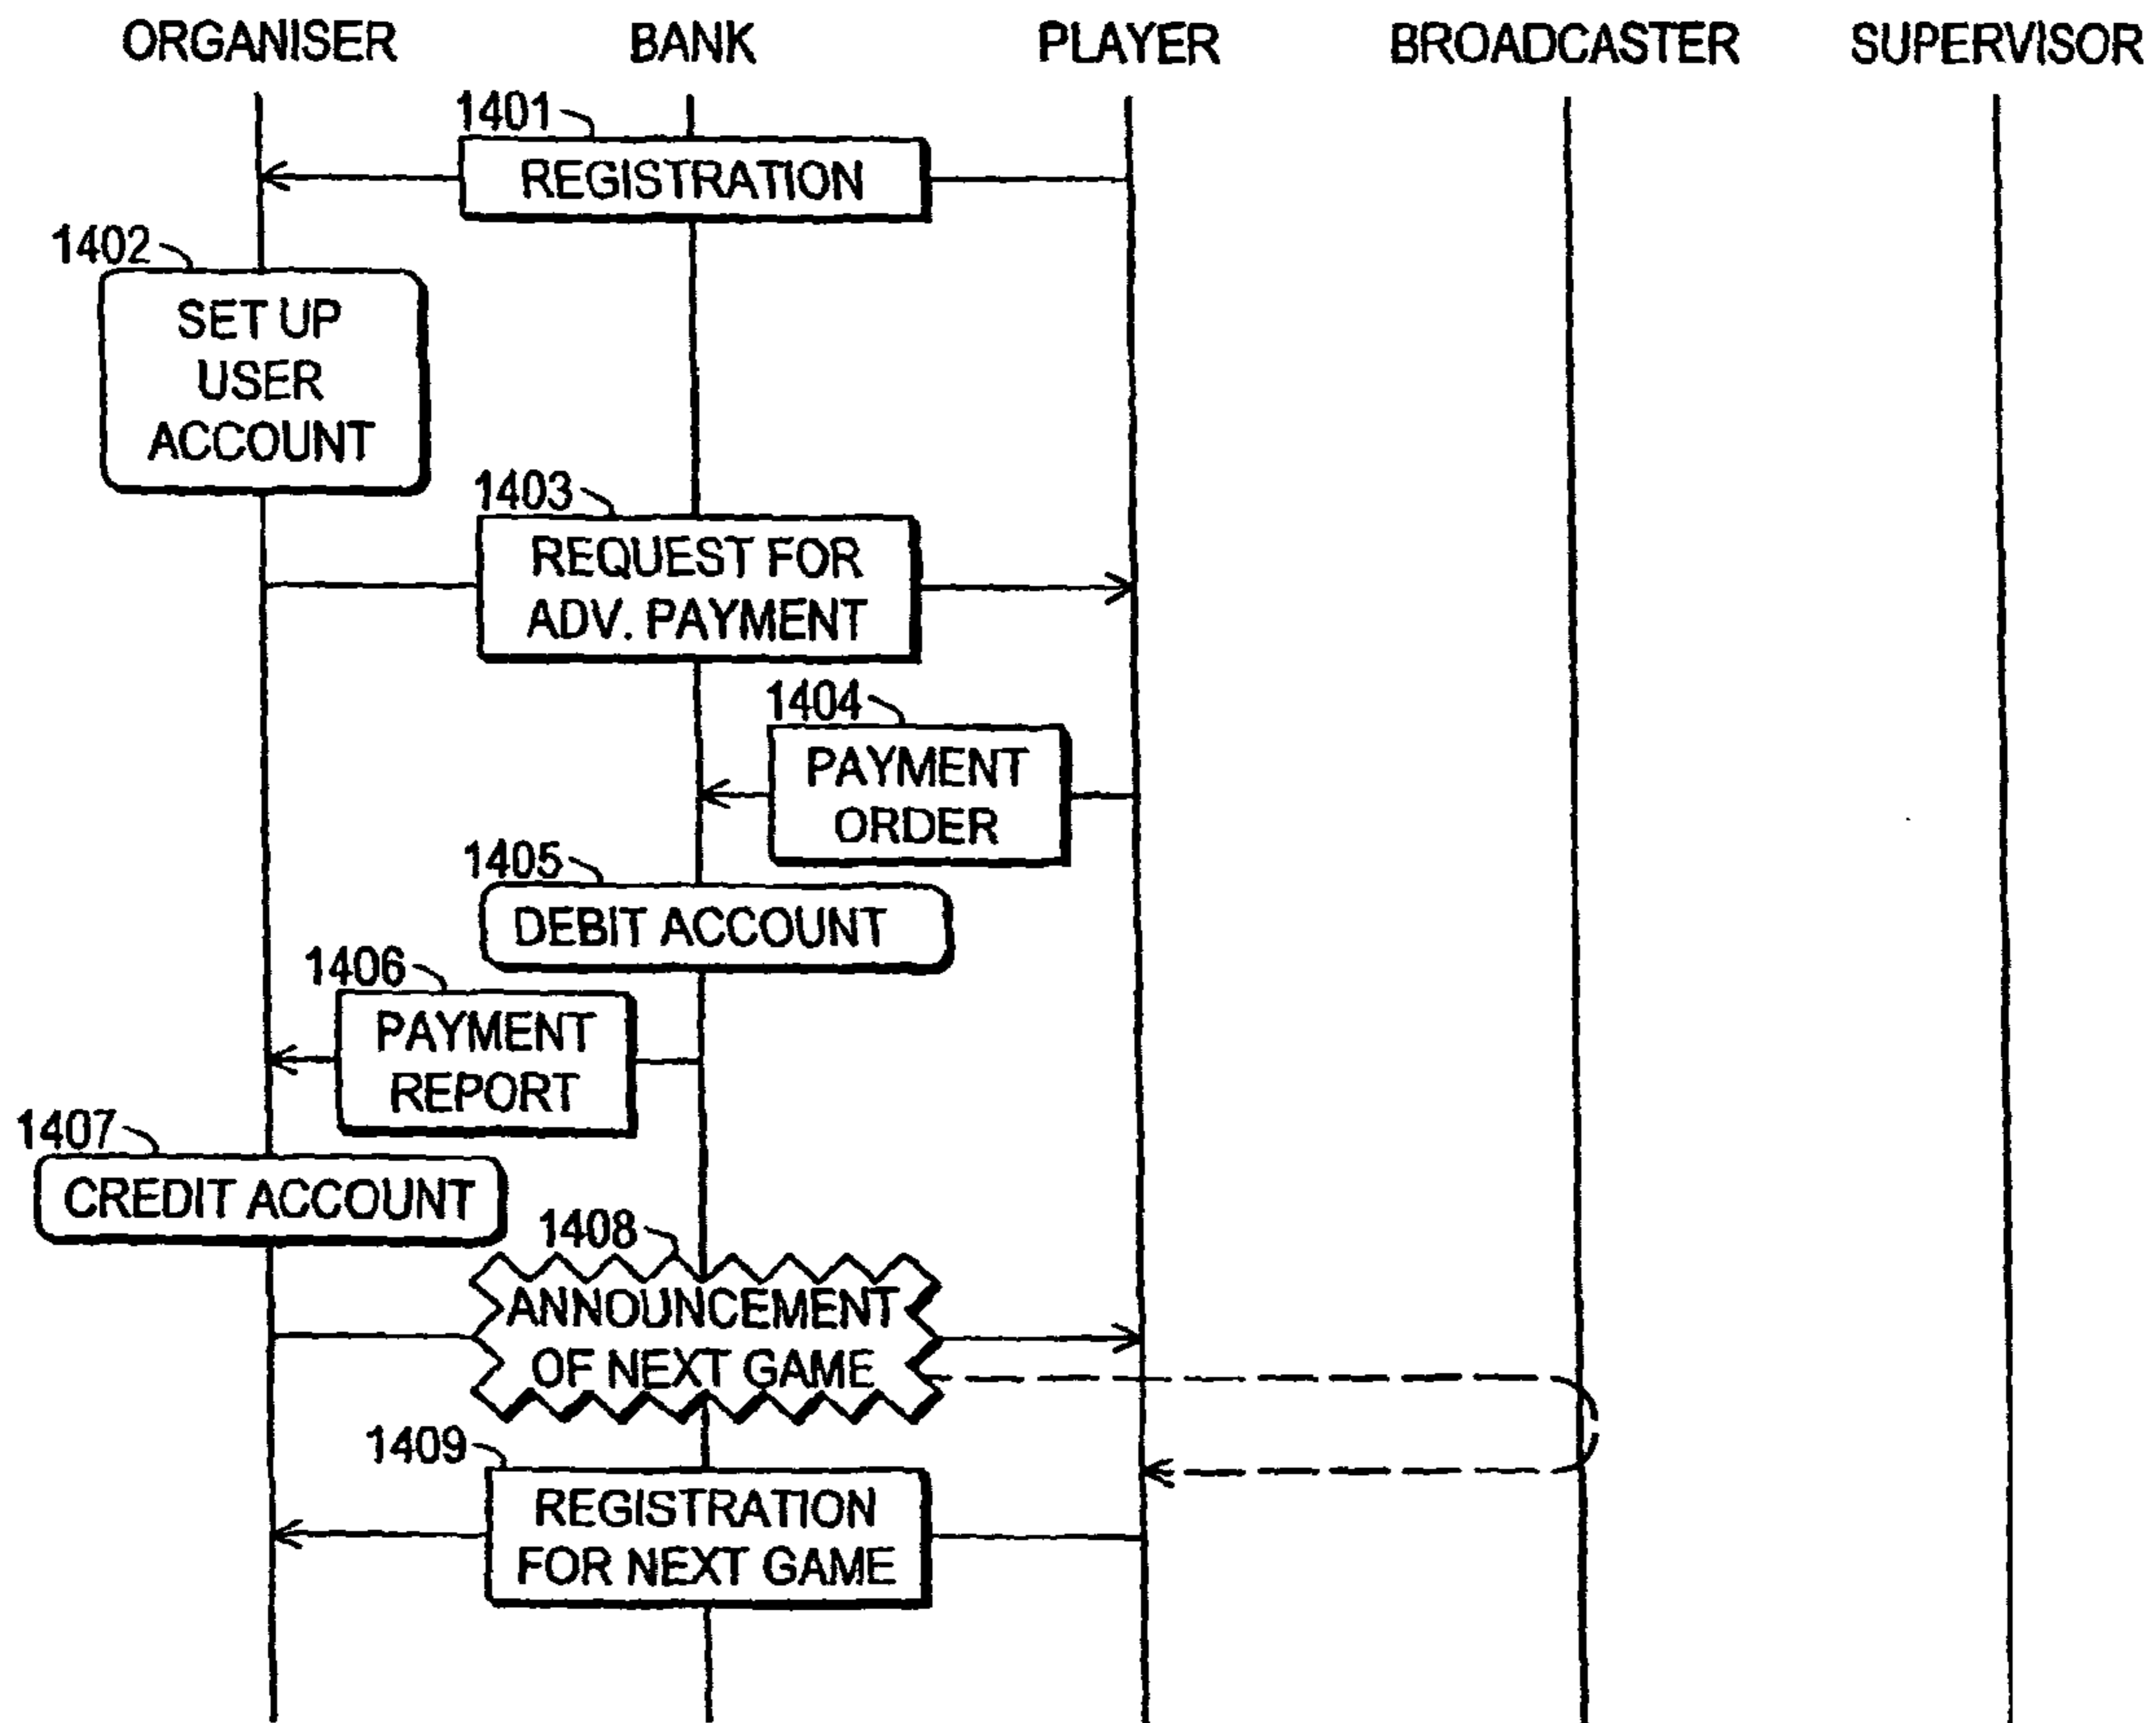 ORGANISER BANK PLAYER BROADCASTER SUPERVISOR
1401
REGISTRATION
1402
SET UP
USER
ACCOUNT
1403
REQUEST FOR
ADV. PAYMENT
1404
PAYMENT
ORDER
1405
DEBIT ACCOUNT
1406
PAYMENT
REPORT
1407
CREDIT ACCOUNT
1408
ANNOUNCEMENT
OF NEXT GAME
1409
REGISTRATION
FOR NEXT GAME